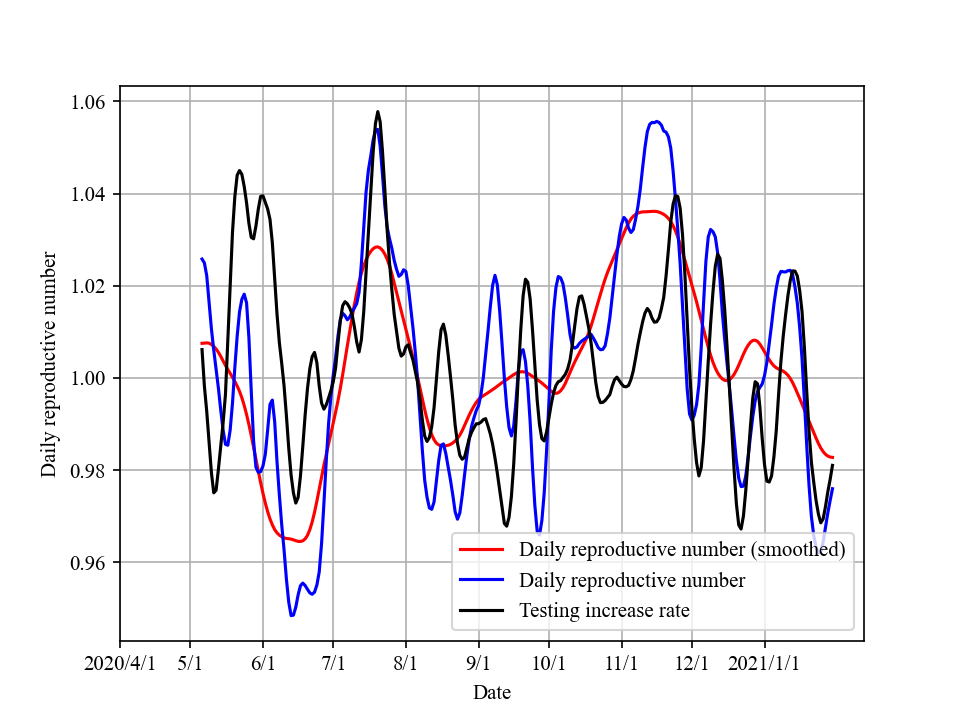 1.06
1.04
1.02
1.00
0.98
0.96
Daily reproductive number
Daily reproductive number (smoothed)
Daily reproductive number
Testing increase rate
2020/4/1 5/1 6/1 7/1 8/1 9/1 10/1 11/1 12/1 2021/1/1
Date